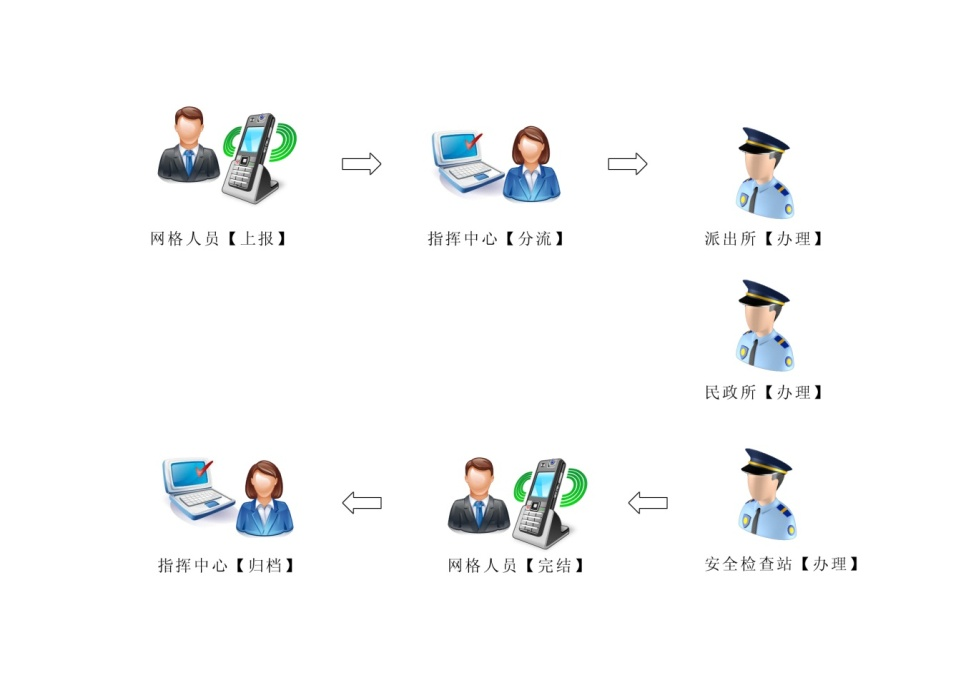 网格人员【上报】
指挥中心【分流】
派出所【办理】
民政所【办理】
安全检查站【办理】
网格人员【完结】
指挥中心【归档】